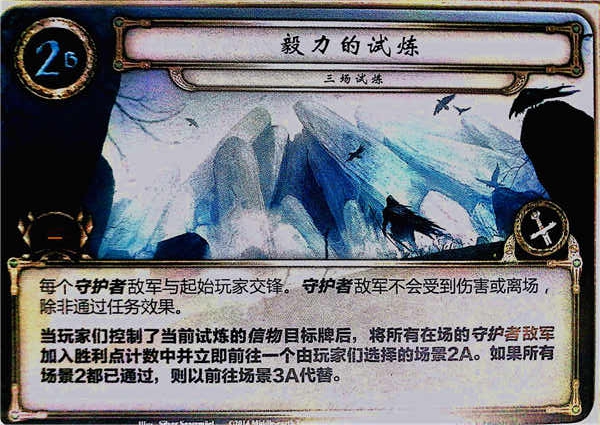 2B
毅力的试炼
三场试炼
每个守护者敌军与起始玩家交锋。守护者敌军不会受到伤害或离场，
除非通过任务效果。
当玩家们控制了当前试炼的信物目标牌后，将所有在场的守护者敌军
加入胜利点计数中并立即前往一个由玩家们选择的场景2A。如果所有
场景2都已通过，则以前往场景3A代替。
©2014 Middle-earth